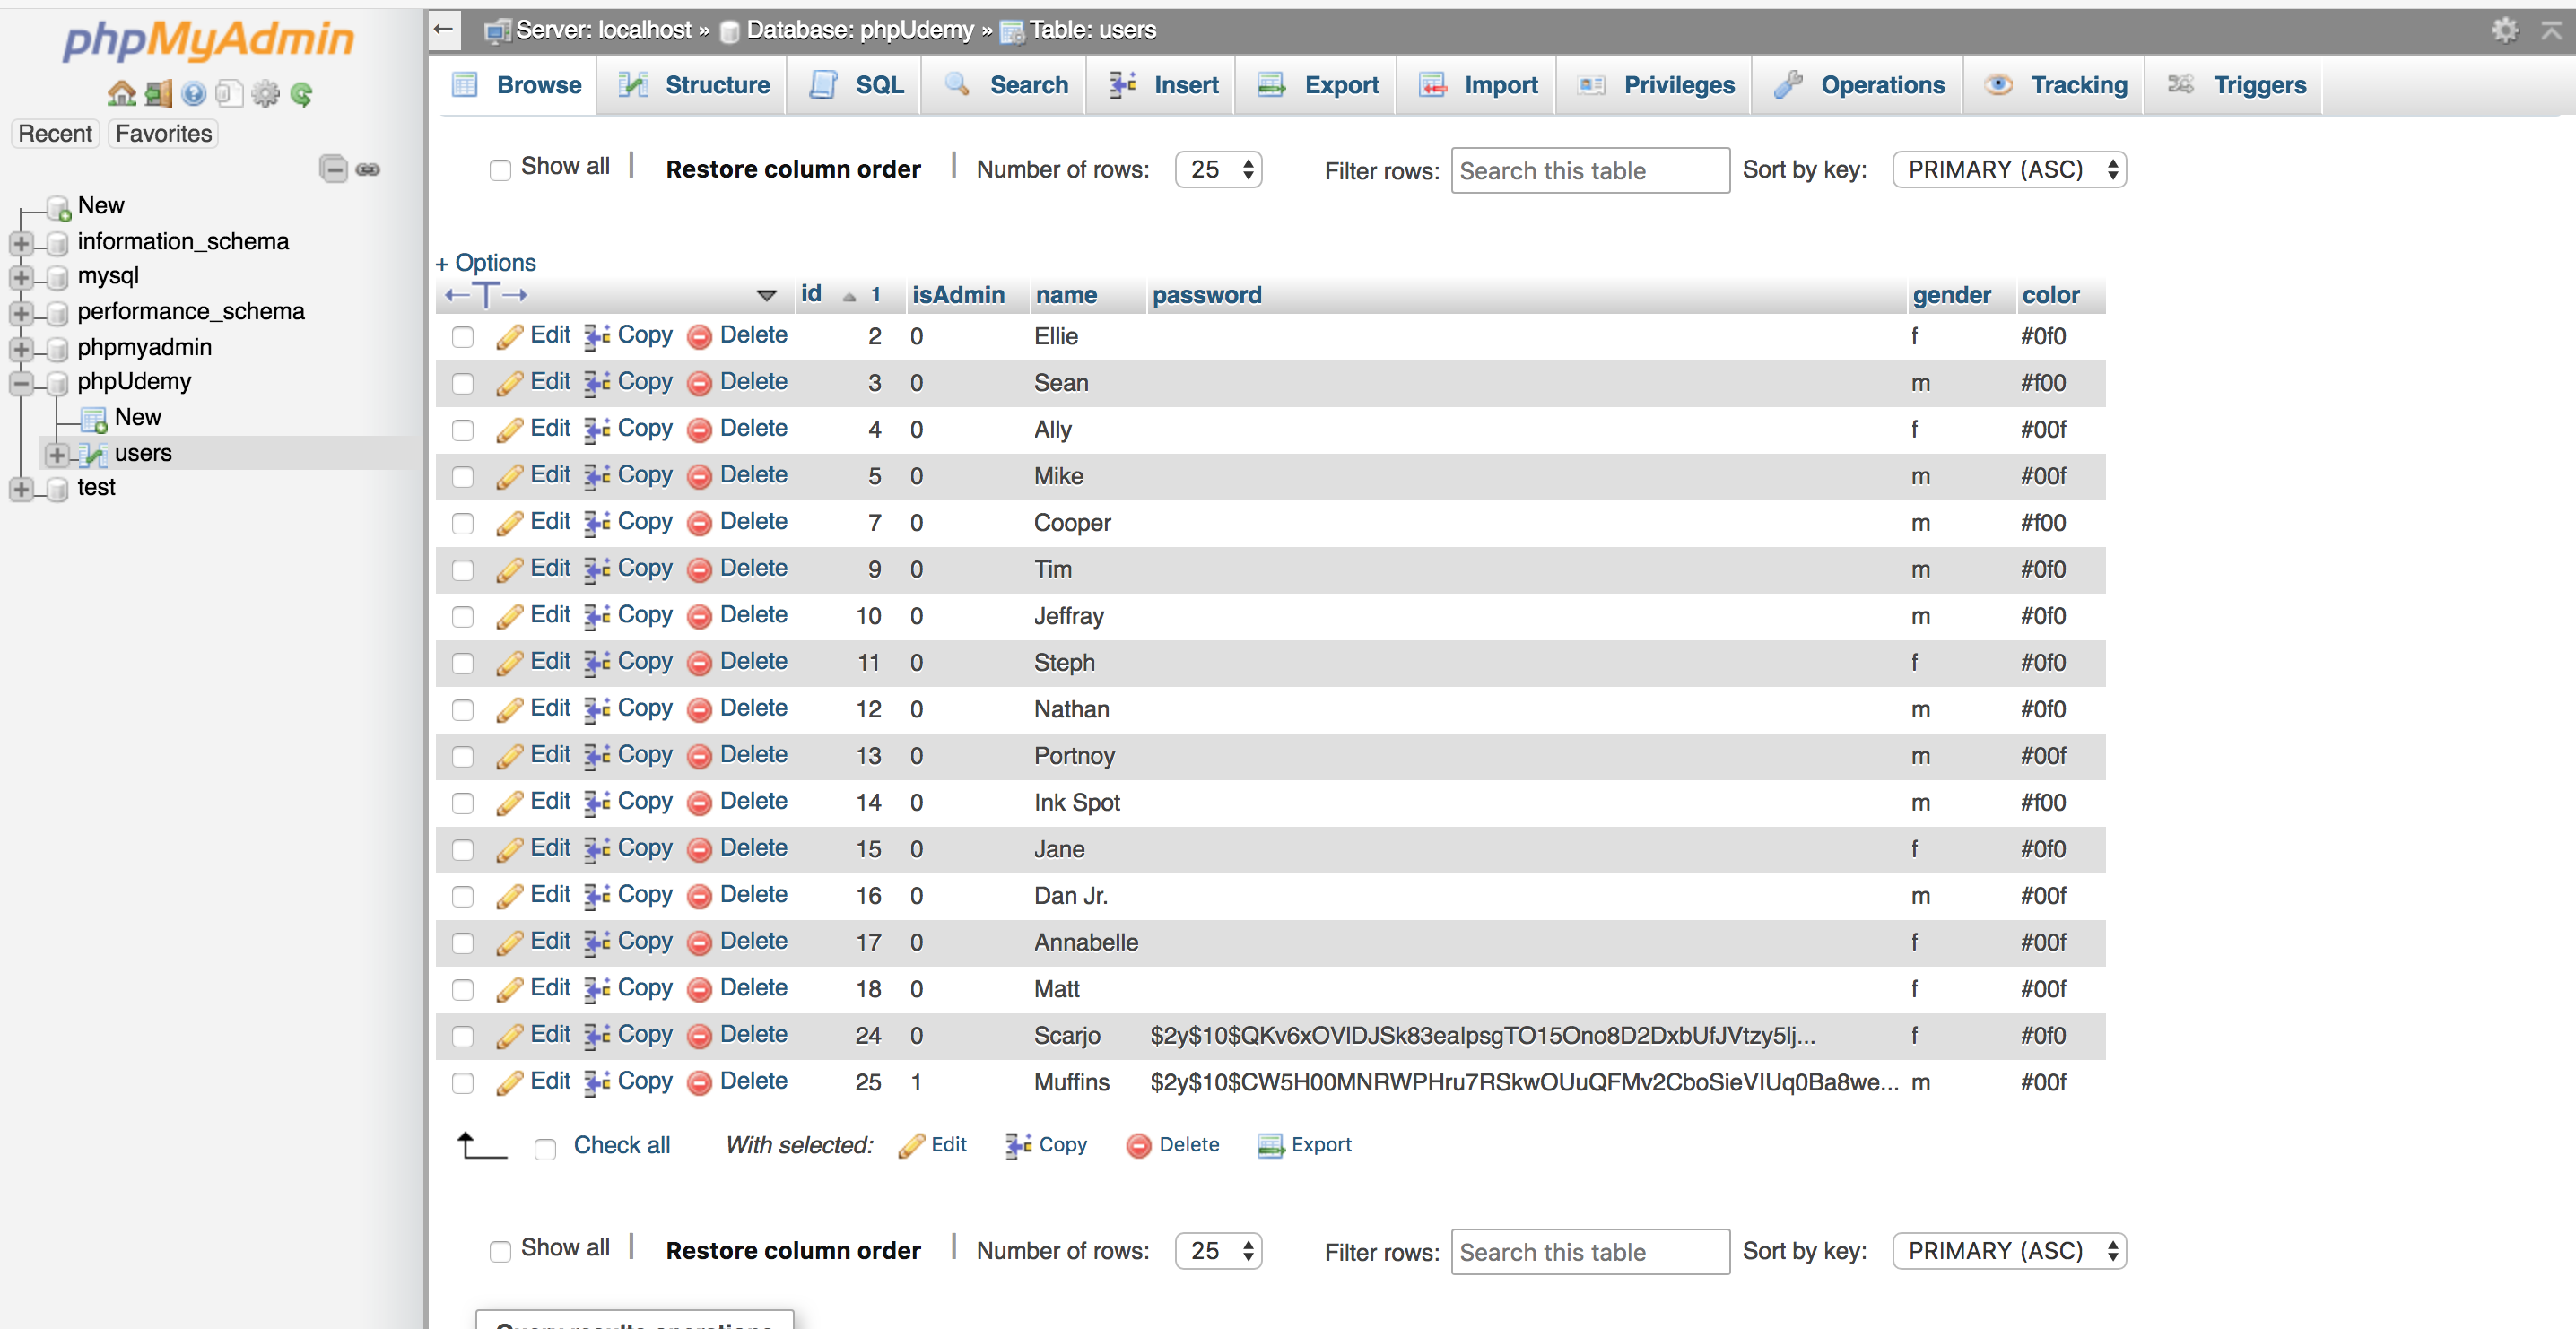 phpMyAdmin
Recent Favorites
New
information_schema
mysql
performance_schema
phpmyadmin
phpUdemy
New
users
test
Server: localhost » Database: phpUdemy » Table: users
Browse Structure SQL Search Insert Export Import Privileges Operations Tracking Triggers
Show all | Restore column order | Number of rows: 25 Filter rows: Search this table Sort by key: PRIMARY (ASC)
+ Options
←T→ id 1 isAdmin name password gender color
Edit Copy Delete 2 0 Ellie f #0f0
Edit Copy Delete 3 0 Sean m #f00
Edit Copy Delete 4 0 Ally f #00f
Edit Copy Delete 5 0 Mike m #00f
Edit Copy Delete 7 0 Cooper m #f00
Edit Copy Delete 9 0 Tim m #0f0
Edit Copy Delete 10 0 Jeffray m #0f0
Edit Copy Delete 11 0 Steph f #0f0
Edit Copy Delete 12 0 Nathan m #0f0
Edit Copy Delete 13 0 Portnoy m #00f
Edit Copy Delete 14 0 Ink Spot m #f00
Edit Copy Delete 15 0 Jane f #0f0
Edit Copy Delete 16 0 Dan Jr. m #00f
Edit Copy Delete 17 0 Annabelle f #00f
Edit Copy Delete 18 0 Matt f #00f
Edit Copy Delete 24 0 Scarjo $2y$10$QKv6xOVlDJSk83ealpsgTO15Ono8D2DxbUfJVtzy5lj... f #0f0
Edit Copy Delete 25 1 Muffins $2y$10$CW5H00MNRWPHru7RSkwOUuQFMv2CboSieVIUq0Ba8we... m #00f
Check all With selected: Edit Copy Delete Export
Show all | Restore column order | Number of rows: 25 Filter rows: Search this table Sort by key: PRIMARY (ASC)
Query results operations